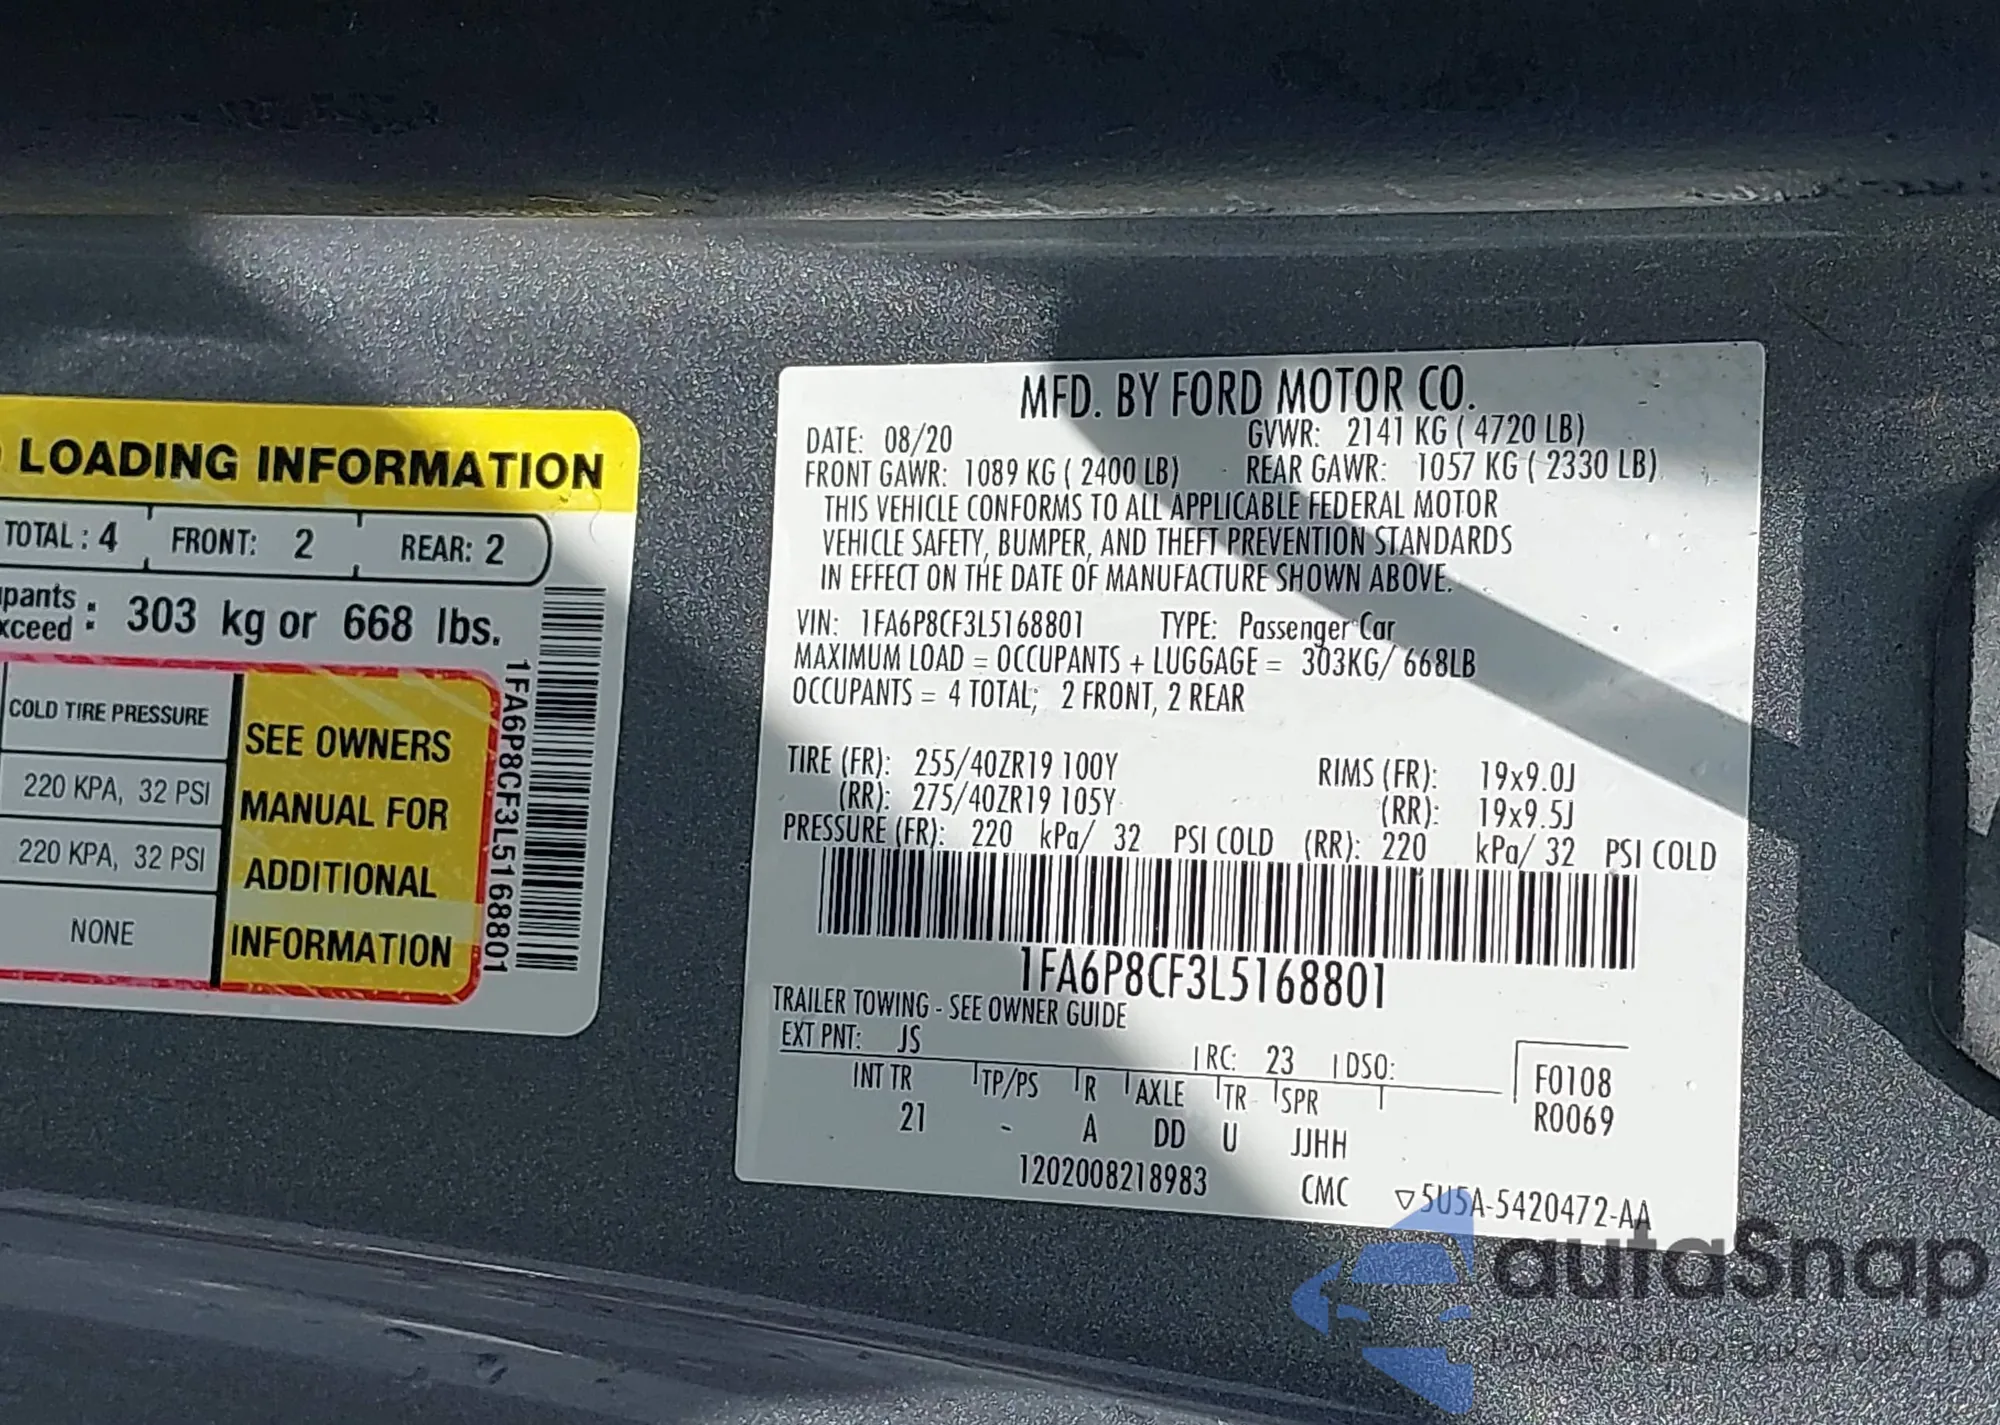 LOADING INFORMATION
TOTAL : 4 FRONT: 2 REAR: 2
pants
xceed : 303 kg or 668 lbs.
COLD TIRE PRESSURE
220 KPA, 32 PSI
220 KPA, 32 PSI
NONE
SEE OWNERS
MANUAL FOR
ADDITIONAL
INFORMATION
1FA6P8CF3L5168801
MFD. BY FORD MOTOR CO.
DATE: 08/20 GVWR: 2141 KG ( 4720 LB)
FRONT GAWR: 1089 KG ( 2400 LB) REAR GAWR: 1057 KG ( 2330 LB)
THIS VEHICLE CONFORMS TO ALL APPLICABLE FEDERAL MOTOR
VEHICLE SAFETY, BUMPER, AND THEFT PREVENTION STANDARDS
IN EFFECT ON THE DATE OF MANUFACTURE SHOWN ABOVE.
VIN: 1FA6P8CF3L5168801 TYPE: Passenger Car
MAXIMUM LOAD = OCCUPANTS + LUGGAGE = 303KG/ 668LB
OCCUPANTS = 4 TOTAL; 2 FRONT, 2 REAR
TIRE (FR): 255/40ZR19 100Y RIMS (FR): 19x9.0J
(RR): 275/40ZR19 105Y (RR): 19x9.5J
PRESSURE (FR): 220 kPa/ 32 PSI COLD (RR): 220 kPa/ 32 PSI COLD
1FA6P8CF3L5168801
TRAILER TOWING - SEE OWNER GUIDE
EXT PNT: JS RC: 23 DSO:
INT TR TP/PS R AXLE TR SPR
21 - A DD U JJHH
F0108
R0069
1202008218983 CMC ▽5U5A-5420472-AA
autaSnap